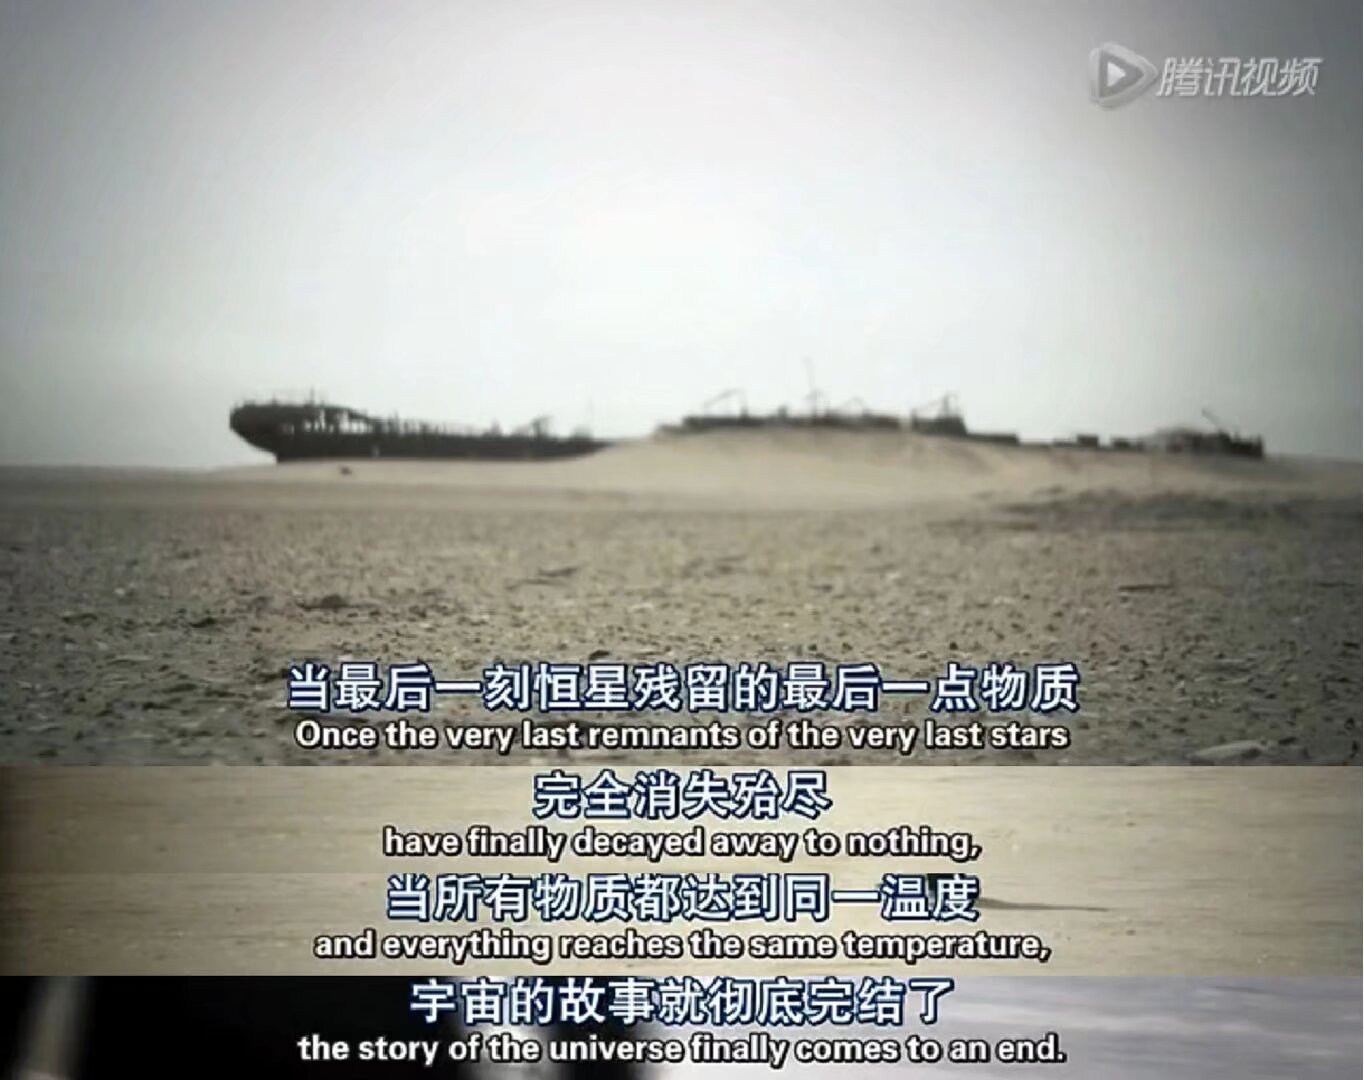 腾讯视频
当最后一刻恒星残留的最后一点物质
Once the very last remnants of the very last stars
完全消失殆尽
have finally decayed away to nothing,
当所有物质都达到同一温度
and everything reaches the same temperature,
宇宙的故事就彻底完结了
the story of the universe finally comes to an end.